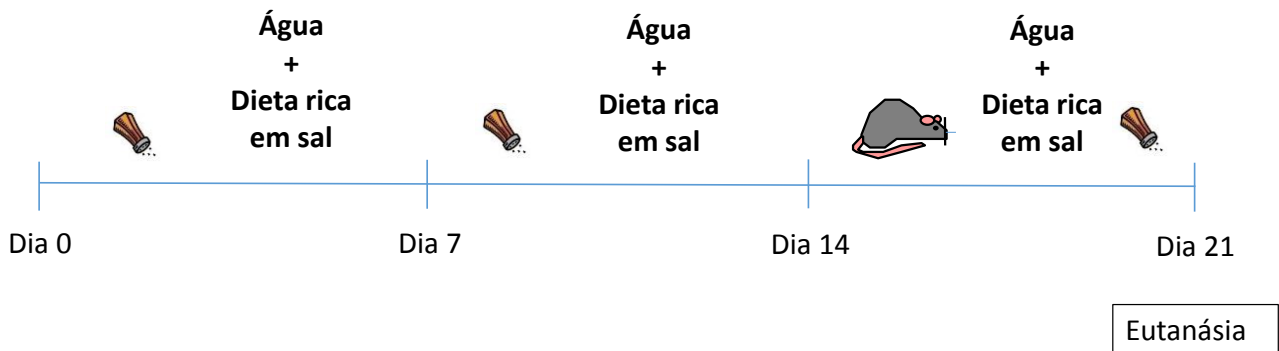 Água
+
Dieta rica
em sal
Água
+
Dieta rica
em sal
Água
+
Dieta rica
em sal
Dia 0
Dia 7
Dia 14
Dia 21
Eutanásia